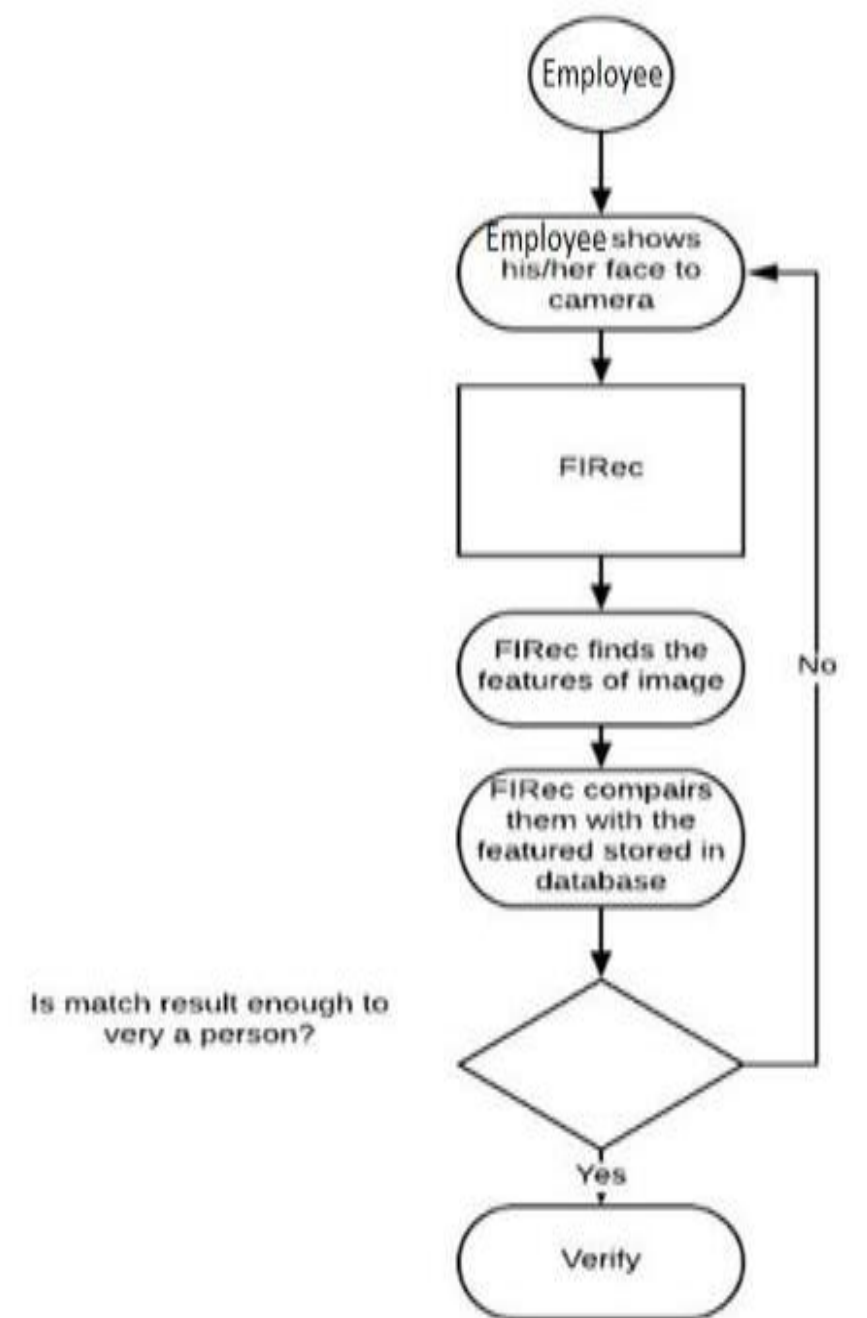 Employee
Employee shows
his/her face to
camera
FIRec
FIRec finds the
features of image
No
FIRec compairs
them with the
featured stored in
database
Is match result enough to
very a person?
Yes
Verify